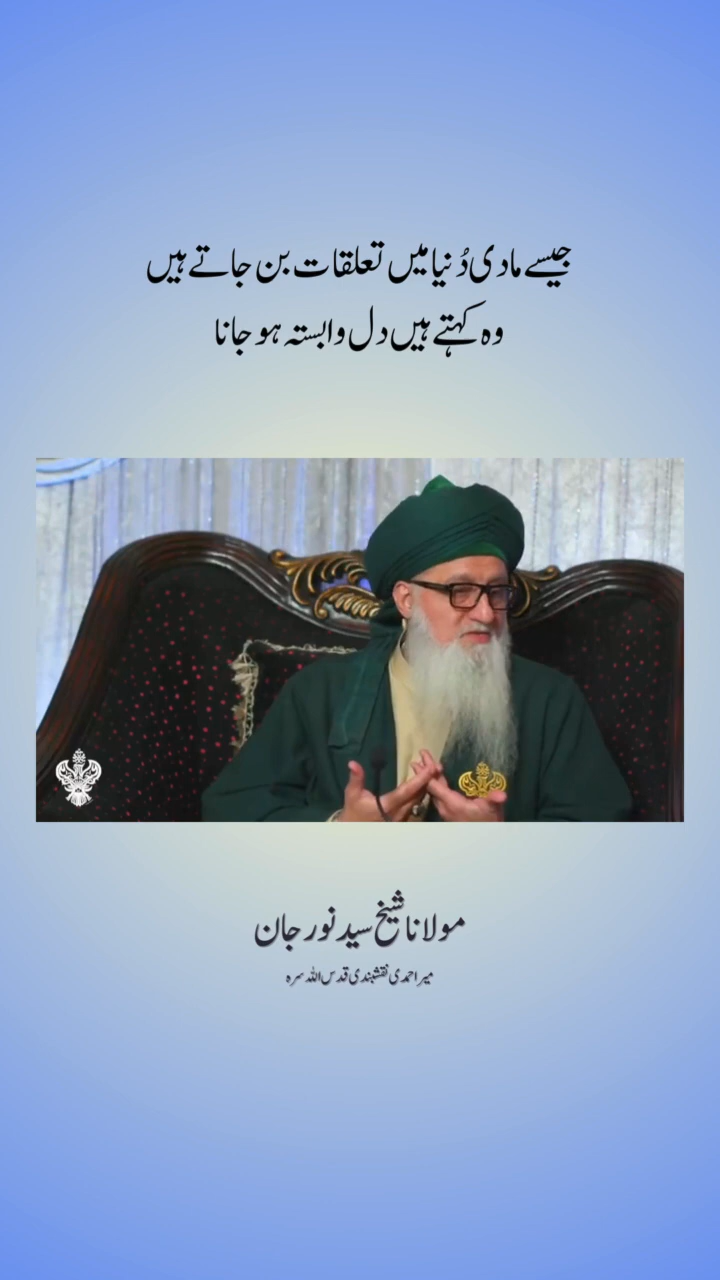 جیسے مادی دُنیا میں تعلقات بن جاتے ہیں
وہ کہتے ہیں دل وابستہ ہو جانا
مولانا شیخ سید نور جان
میر احمدی نقشبندی قدس اللہ سرہ